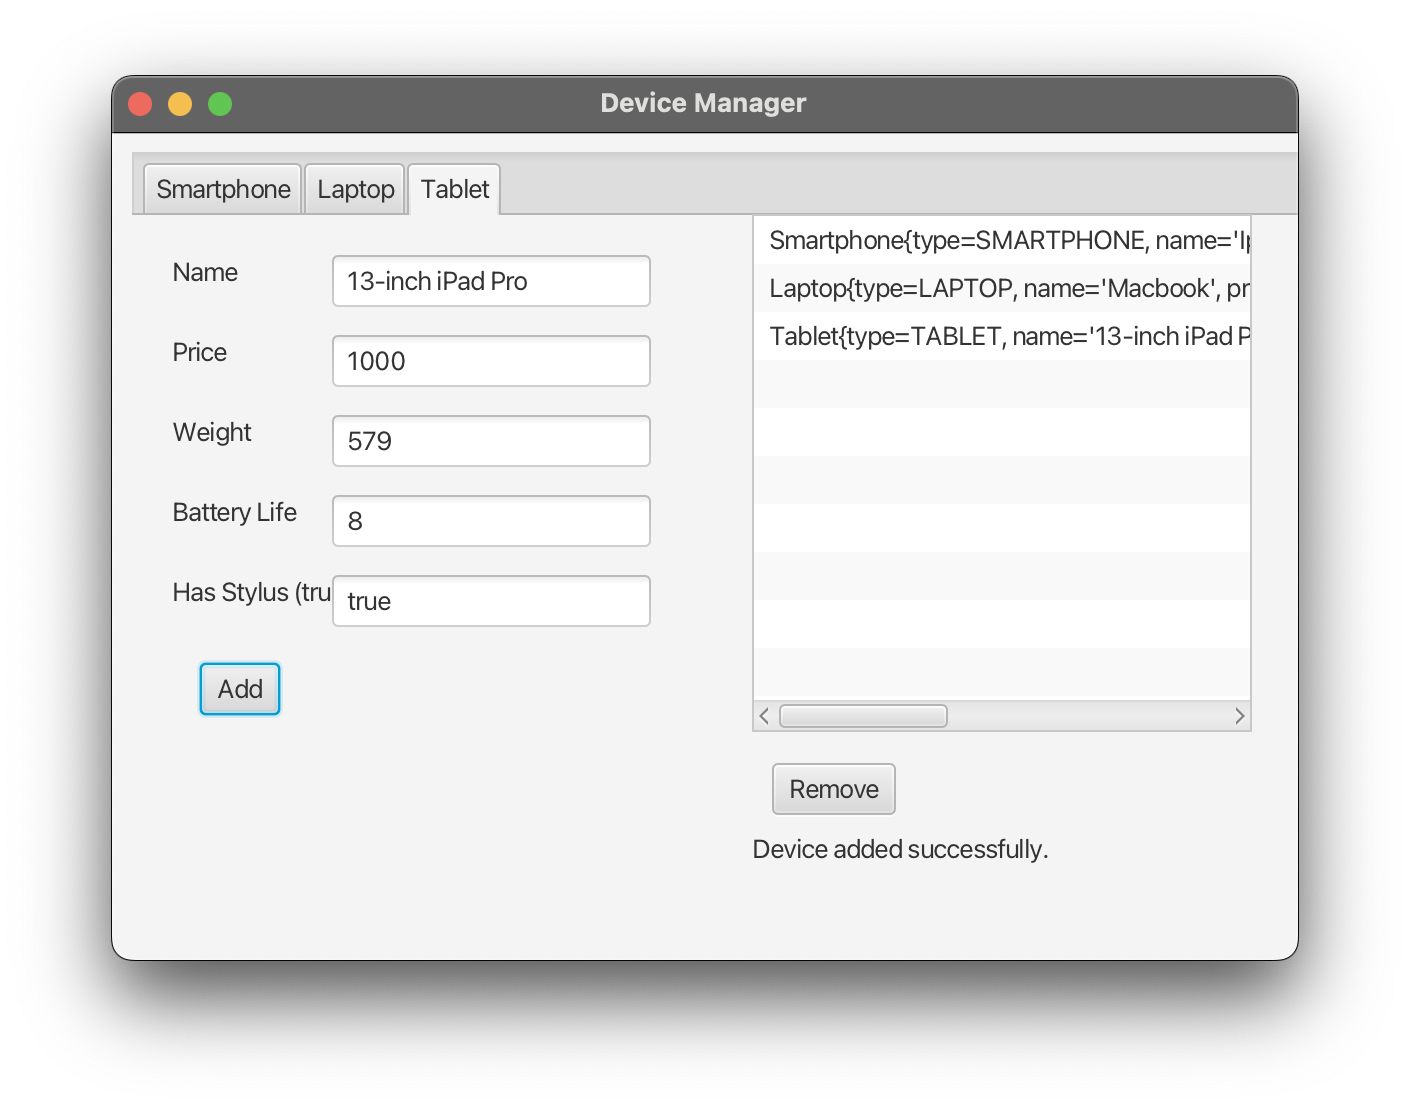 Device Manager
Smartphone Laptop Tablet
Name 13-inch iPad Pro
Price 1000
Weight 579
Battery Life 8
Has Stylus (tru true
Add
Smartphone{type=SMARTPHONE, name='Ip
Laptop{type=LAPTOP, name='Macbook', pr
Tablet{type=TABLET, name='13-inch iPad P
Remove
Device added successfully.